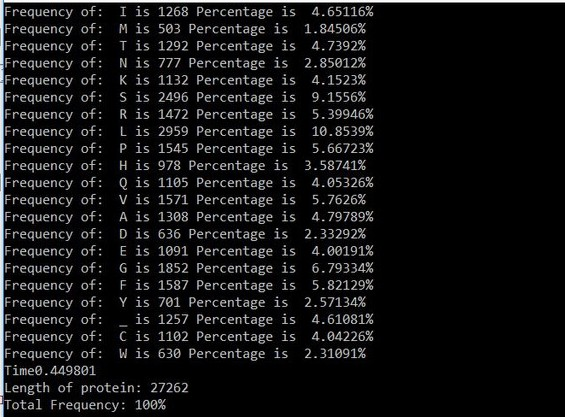 Frequency of:  I is 1268 Percentage is  4.65116%
Frequency of:  M is 503 Percentage is  1.84506%
Frequency of:  T is 1292 Percentage is  4.7392%
Frequency of:  N is 777 Percentage is  2.85012%
Frequency of:  K is 1132 Percentage is  4.1523%
Frequency of:  S is 2496 Percentage is  9.1556%
Frequency of:  R is 1472 Percentage is  5.39946%
Frequency of:  L is 2959 Percentage is  10.8539%
Frequency of:  P is 1545 Percentage is  5.66723%
Frequency of:  H is 978 Percentage is  3.58741%
Frequency of:  Q is 1105 Percentage is  4.05326%
Frequency of:  V is 1571 Percentage is  5.7626%
Frequency of:  A is 1308 Percentage is  4.79789%
Frequency of:  D is 636 Percentage is  2.33292%
Frequency of:  E is 1091 Percentage is  4.00191%
Frequency of:  G is 1852 Percentage is  6.79334%
Frequency of:  F is 1587 Percentage is  5.82129%
Frequency of:  Y is 701 Percentage is  2.57134%
Frequency of:  _ is 1257 Percentage is  4.61081%
Frequency of:  C is 1102 Percentage is  4.04226%
Frequency of:  W is 630 Percentage is  2.31091%
Time0.449801
Length of protein: 27262
Total Frequency: 100%